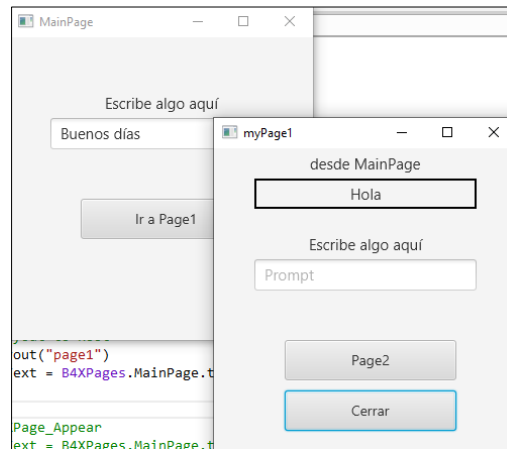 MainPage
Escribe algo aquí
Buenos días
Ir a Page1
myPage1
desde MainPage
Hola
Escribe algo aquí
Prompt
Page2
Cerrar
out("page1")
ext = B4XPages.MainPage.t
Page_Appear
ext = B4XPages.MainPage.t